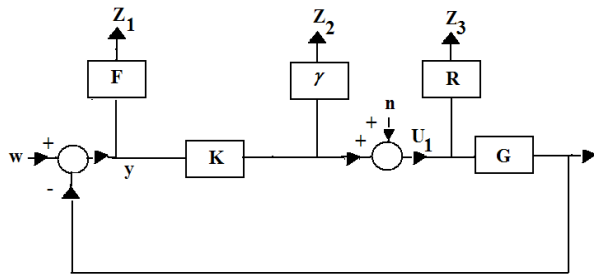 Z1 Z2 Z3
F γ R
n
w + y K + + U1 G
-